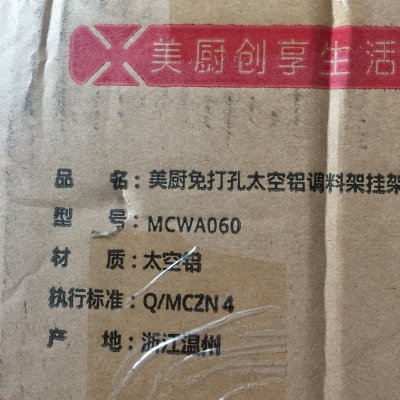 美厨创享生活
品 名：美厨免打孔太空铝调料架挂架
型 号：MCWA060
材 质：太空铝
执行标准：Q/MCZN 4
产 地：浙江温州